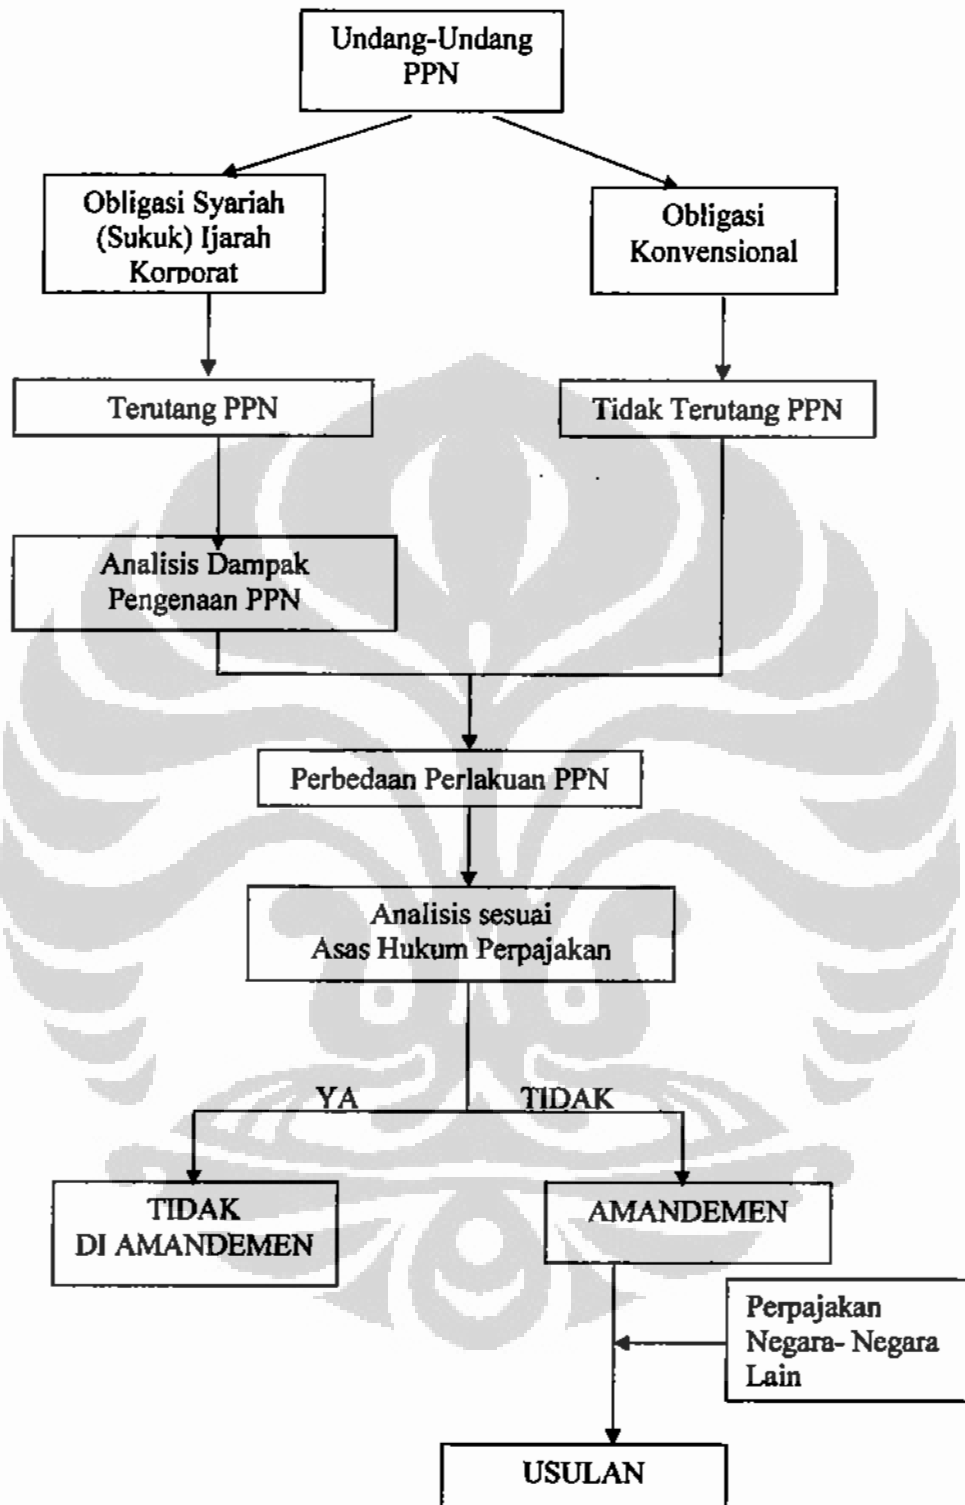 Undang-Undang
PPN
Obligasi Syariah
(Sukuk) Ijarah
Korporat
Obligasi
Konvensional
Terutang PPN
Tidak Terutang PPN
Analisis Dampak
Pengenaan PPN
Perbedaan Perlakuan PPN
Analisis sesuai
Asas Hukum Perpajakan
YA
TIDAK
TIDAK
DI AMANDEMEN
AMANDEMEN
Perpajakan
Negara- Negara
Lain
USULAN